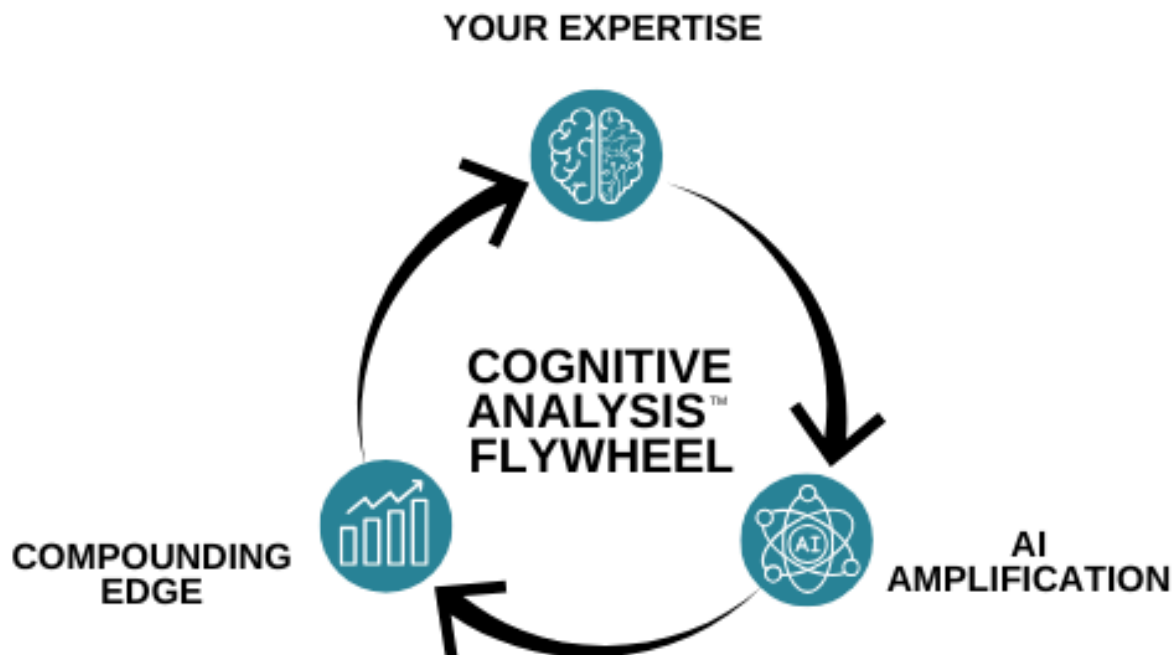 YOUR EXPERTISE
COGNITIVE
ANALYSIS™
FLYWHEEL
COMPOUNDING
EDGE
AI
AI
AMPLIFICATION